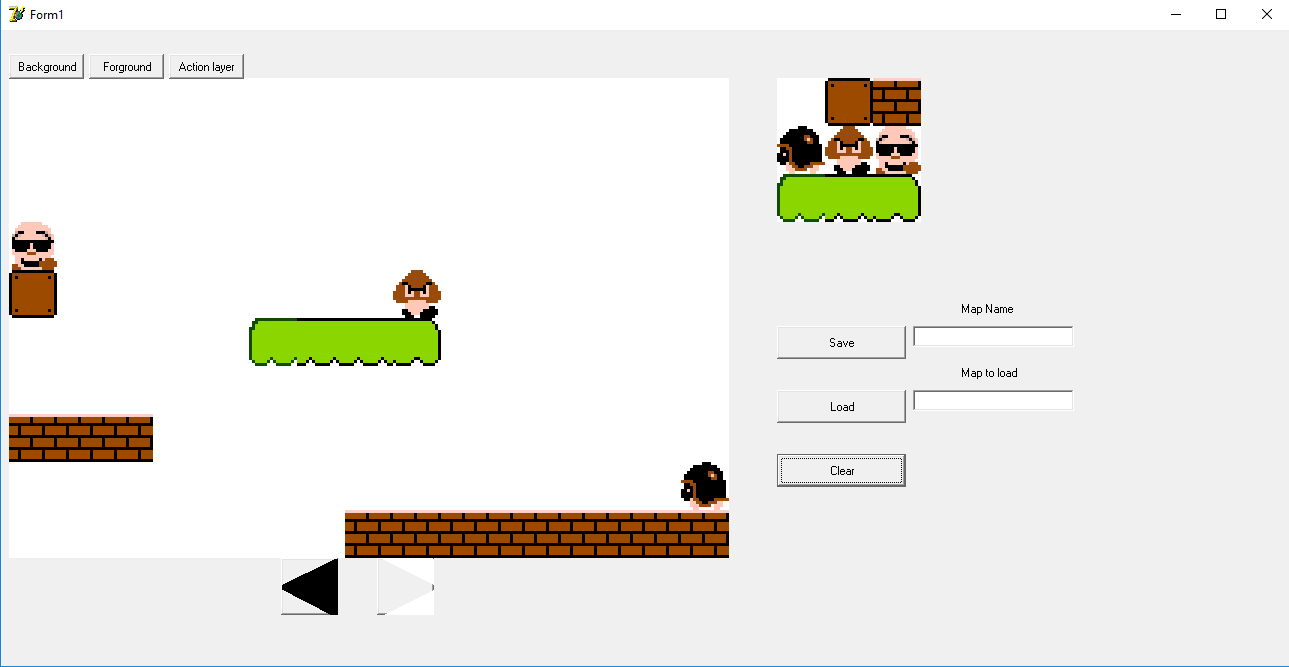 Form1
Background Forground Action layer
Map Name
Save
Map to load
Load
Clear